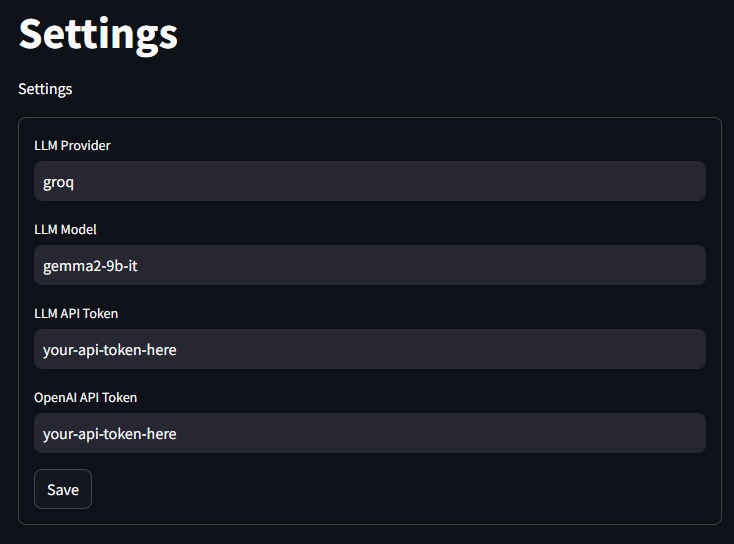 Settings
Settings
LLM Provider
groq
LLM Model
gemma2-9b-it
LLM API Token
your-api-token-here
OpenAI API Token
your-api-token-here
Save